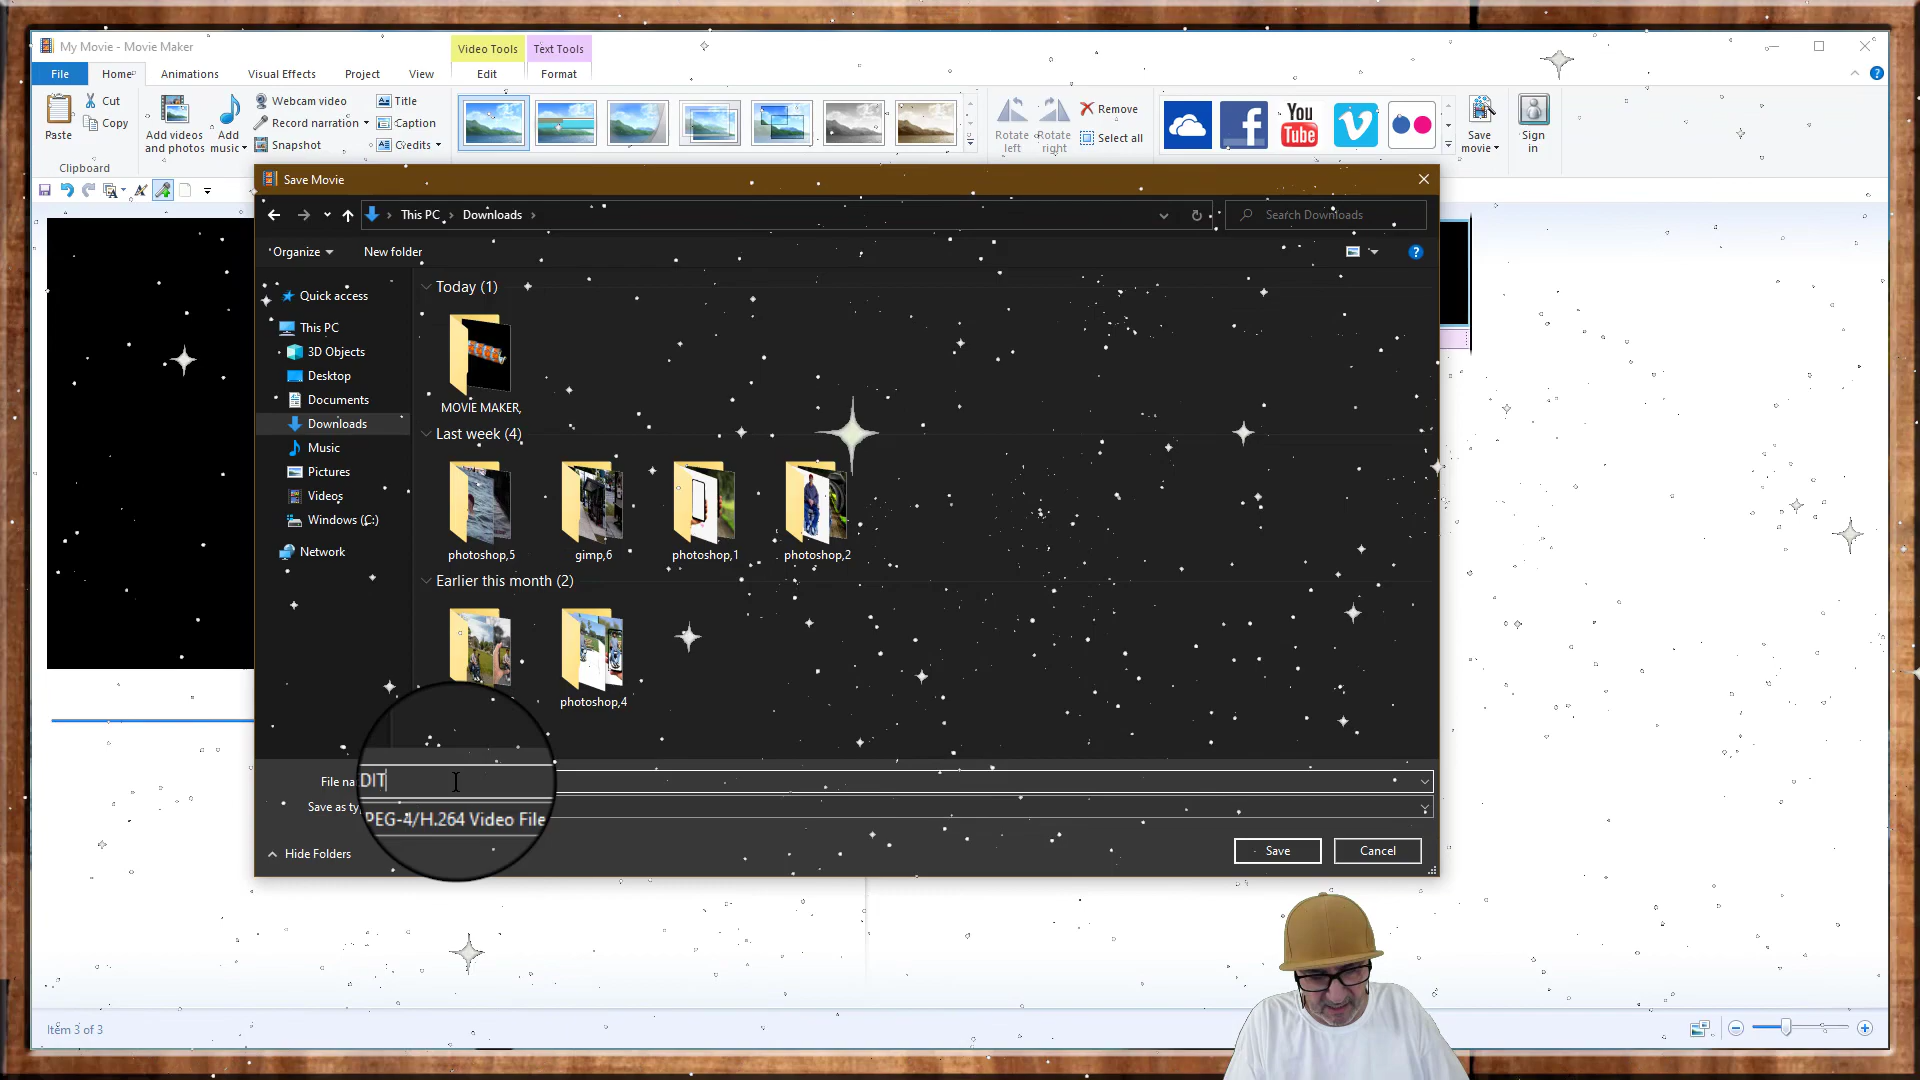 My Movie - Movie Maker
Video Tools
Text Tools
File
Home
Animations
Visual Effects
Project
View
Edit
Format
Paste
Cut
Copy
Clipboard
Add videos
and photos
Add
music
Webcam video
Record narration
Snapshot
Title
Caption
Credits
Rotate
left
Rotate
right
Remove
Select all
You
Tube
Save
movie
Sign
in
Save Movie
This PC
Downloads
Search Downloads
Organize
New folder
Quick access
This PC
3D Objects
Desktop
Documents
Downloads
Music
Pictures
Videos
Windows (C:)
Network
Today (1)
MOVIE MAKER,
Last week (4)
photoshop,5
gimp,6
photoshop,1
photoshop,2
Earlier this month (2)
photoshop,4
File na
DIT
Save as ty
PEG-4/H.264 Video File
Hide Folders
Save
Cancel
Item 3 of 3